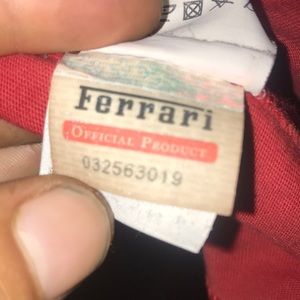 Ferrari
OFFICIAL PRODUCT
032563019